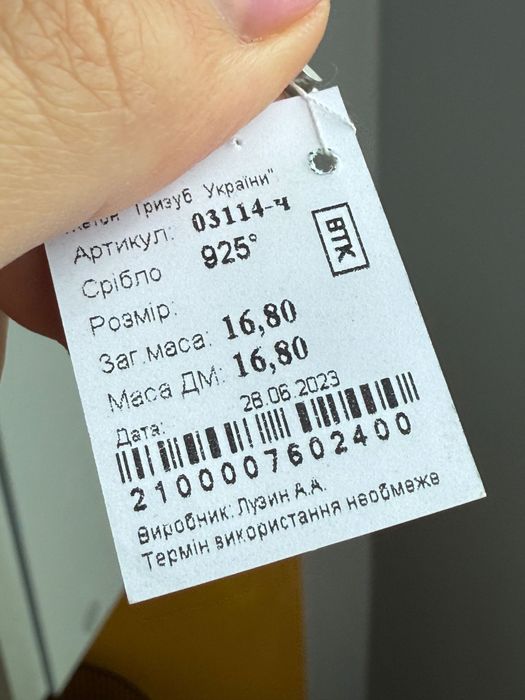 "Тризуб України"
Артикул: 03114-ч
Срібло 925°
ВТК
Розмір:
Заг.маса: 16,80
Маса ДМ: 16,80
Дата: 28.06.2023
2100007602400
Виробник: Лузин А.А.
Термін використання необмеже